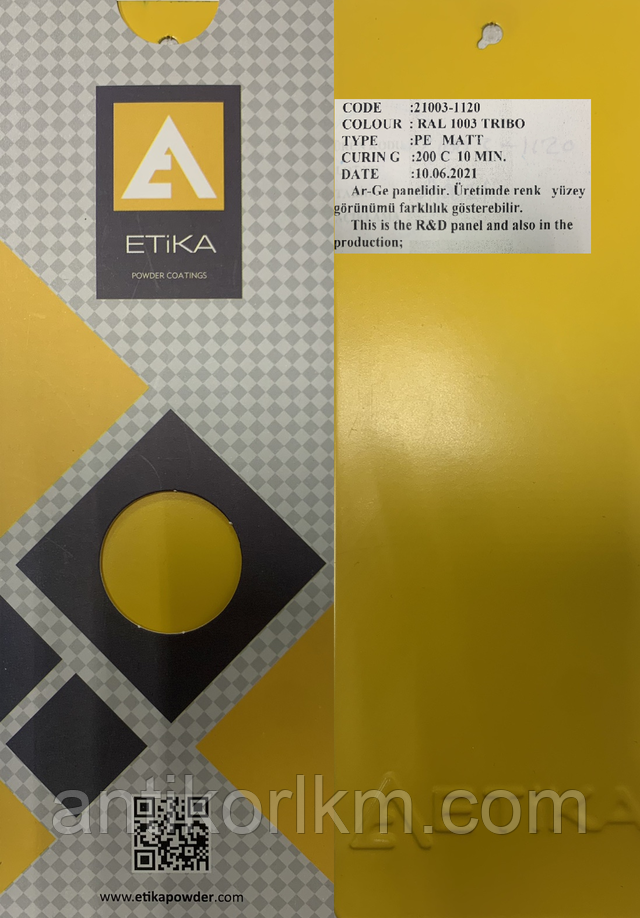 ETiKA
POWDER COATINGS
www.etikapowder.com
CODE :21003-1120
COLOUR : RAL 1003 TRIBO
TYPE :PE MATT
CURIN G :200 C 10 MIN.
DATE :10.06.2021
Ar-Ge panelidir. Üretimde renk yüzey
görünümü farklılık gösterebilir.
This is the R&D panel and also in the
production;
ETIKA
antikorlkm.com